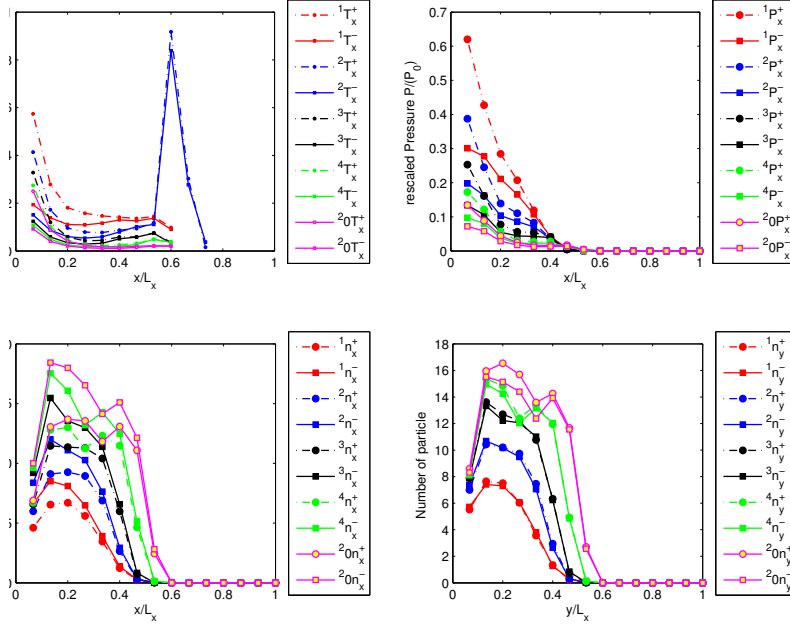 0 0.2 0.4 0.6 0.8 1
x/L_x
2
4
6
8
^1T_x^+
^1T_x^-
^2T_x^+
^2T_x^-
^3T_x^+
^3T_x^-
^4T_x^+
^4T_x^-
^20T_x^+
^20T_x^-
rescaled Pressure P/(P_0)
0.7
0.6
0.5
0.4
0.3
0.2
0.1
0
0 0.2 0.4 0.6 0.8 1
x/L_x
^1P_x^+
^1P_x^-
^2P_x^+
^2P_x^-
^3P_x^+
^3P_x^-
^4P_x^+
^4P_x^-
^20P_x^+
^20P_x^-
0 0.2 0.4 0.6 0.8 1
x/L_x
^1n_x^+
^1n_x^-
^2n_x^+
^2n_x^-
^3n_x^+
^3n_x^-
^4n_x^+
^4n_x^-
^20n_x^+
^20n_x^-
Number of particle
18
16
14
12
10
8
6
4
2
0
0 0.2 0.4 0.6 0.8 1
y/L_x
^1n_y^+
^1n_y^-
^2n_y^+
^2n_y^-
^3n_y^+
^3n_y^-
^4n_y^+
^4n_y^-
^20n_y^+
^20n_y^-